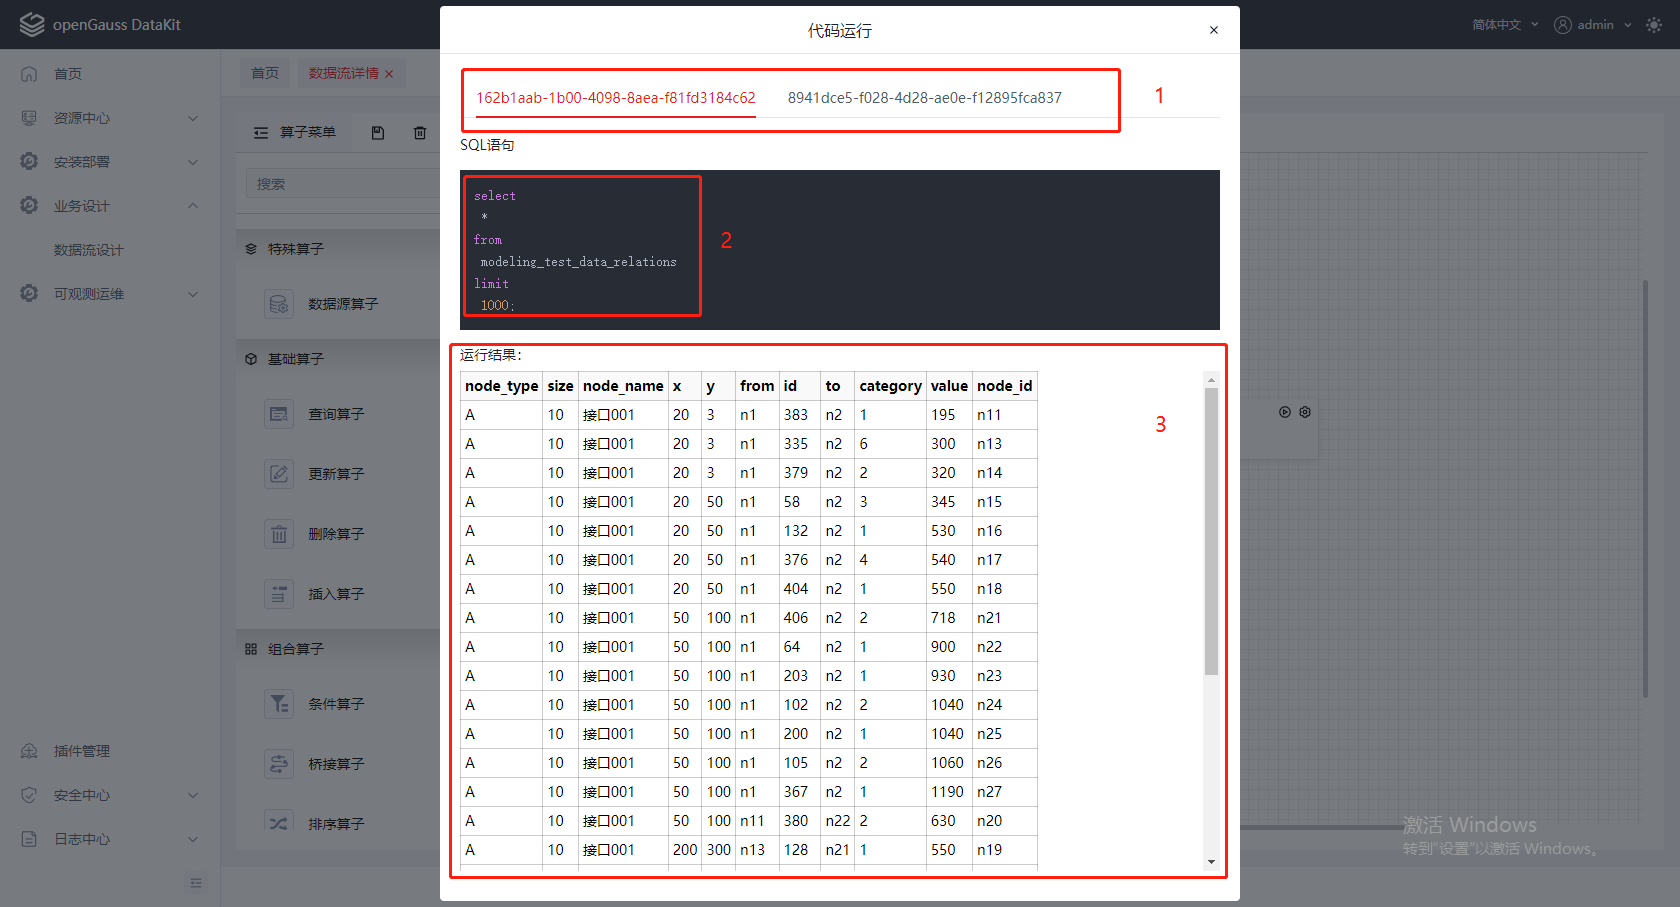 openGauss DataKit
简体中文 admin
首页
资源中心
安装部署
业务设计
数据流设计
可观测运维
插件管理
安全中心
日志中心
首页 数据流详情 ×
算子菜单
搜索
特殊算子
数据源算子
基础算子
查询算子
更新算子
删除算子
插入算子
组合算子
条件算子
桥接算子
排序算子
代码运行 ×
162b1aab-1b00-4098-8aea-f81fd3184c62 8941dce5-f028-4d28-ae0e-f12895fca837 1
SQL语句
select
*
from
modeling_test_data_relations
limit
1000;
2
运行结果：
node_type size node_name x y from id to category value node_id
A 10 接口001 20 3 n1 383 n2 1 195 n11
A 10 接口001 20 3 n1 335 n2 6 300 n13
A 10 接口001 20 3 n1 379 n2 2 320 n14
A 10 接口001 20 50 n1 58 n2 3 345 n15
A 10 接口001 20 50 n1 132 n2 1 530 n16
A 10 接口001 20 50 n1 376 n2 4 540 n17
A 10 接口001 20 50 n1 404 n2 1 550 n18
A 10 接口001 50 100 n1 406 n2 2 718 n21
A 10 接口001 50 100 n1 64 n2 1 900 n22
A 10 接口001 50 100 n1 203 n2 1 930 n23
A 10 接口001 50 100 n1 102 n2 2 1040 n24
A 10 接口001 50 100 n1 200 n2 1 1040 n25
A 10 接口001 50 100 n1 105 n2 2 1060 n26
A 10 接口001 50 100 n1 367 n2 1 1190 n27
A 10 接口001 50 100 n11 380 n22 2 630 n20
A 10 接口001 200 300 n13 128 n21 1 550 n19
3
激活 Windows
转到"设置"以激活 Windows。